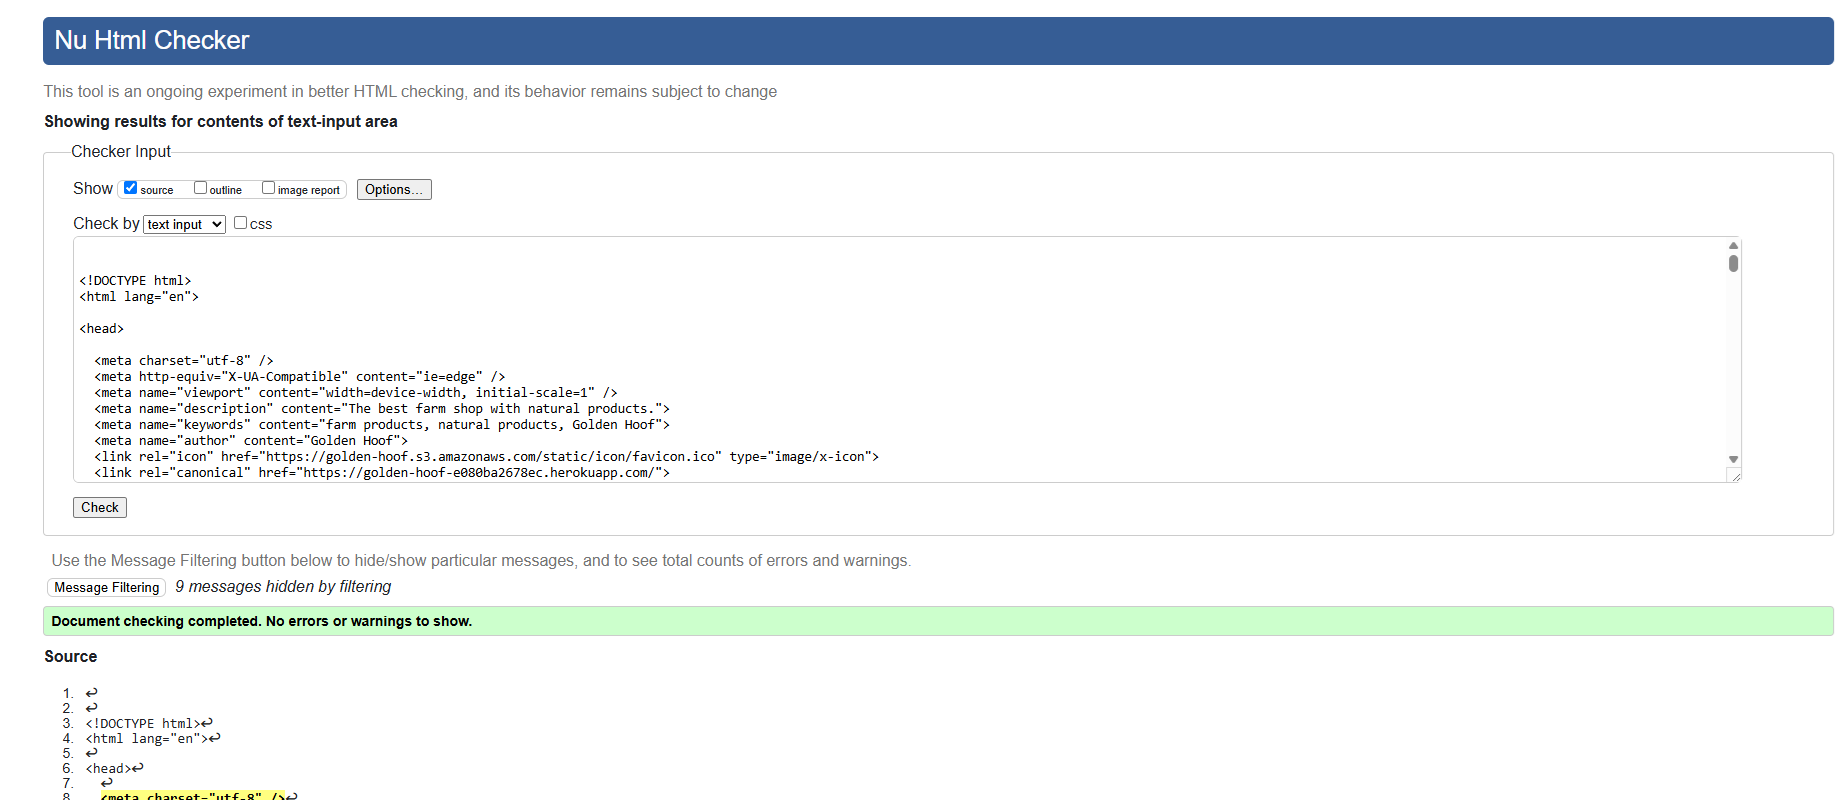 Nu Html Checker
This tool is an ongoing experiment in better HTML checking, and its behavior remains subject to change
Showing results for contents of text-input area
Checker Input
Show source outline image report Options...
Check by text input css
<!DOCTYPE html>
<html lang="en">
<head>
<meta charset="utf-8" />
<meta http-equiv="X-UA-Compatible" content="ie=edge" />
<meta name="viewport" content="width=device-width, initial-scale=1" />
<meta name="description" content="The best farm shop with natural products.">
<meta name="keywords" content="farm products, natural products, Golden Hoof">
<meta name="author" content="Golden Hoof">
<link rel="icon" href="https://golden-hoof.s3.amazonaws.com/static/icon/favicon.ico" type="image/x-icon">
<link rel="canonical" href="https://golden-hoof-e080ba2678ec.herokuapp.com/">
Check
Use the Message Filtering button below to hide/show particular messages, and to see total counts of errors and warnings.
Message Filtering 9 messages hidden by filtering
Document checking completed. No errors or warnings to show.
Source
1. ↩
2. ↩
3. <!DOCTYPE html>↩
4. <html lang="en">↩
5. ↩
6. <head>↩
7. ↩
8. <meta charset="utf-8" />↩